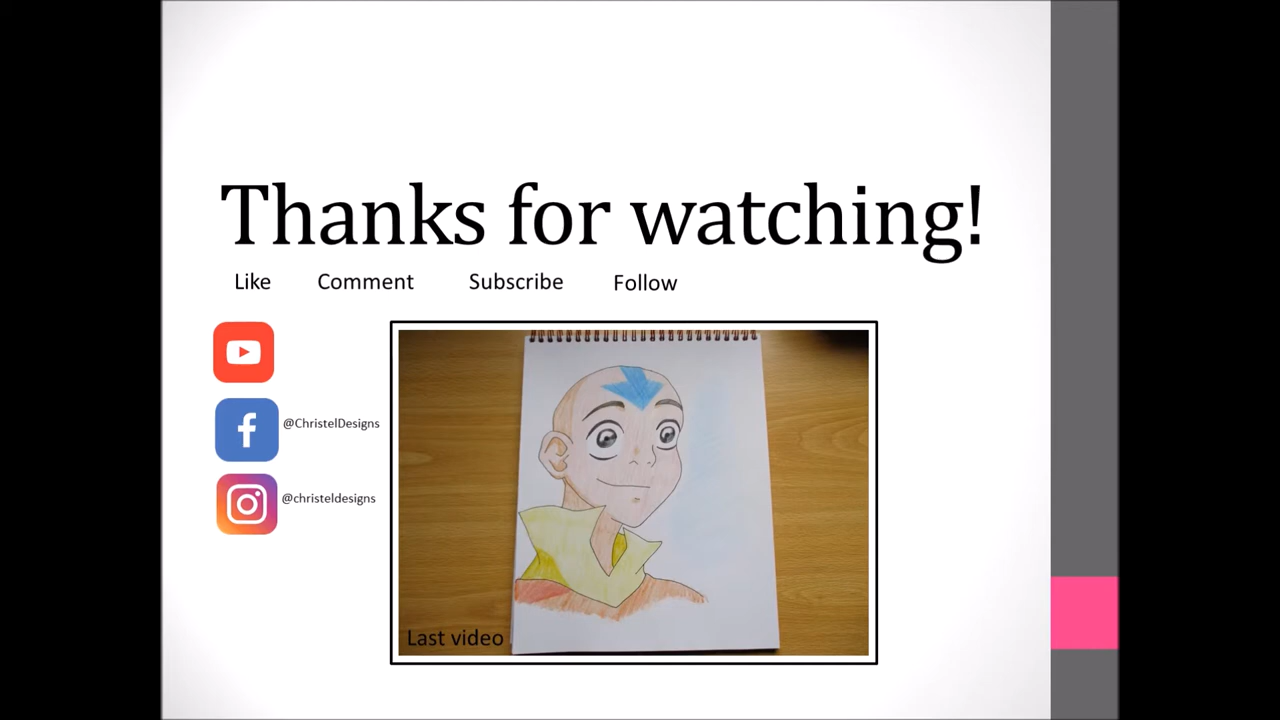 Thanks for watching!
Like Comment Subscribe Follow
@ChristelDesigns
@christeldesigns
Last video